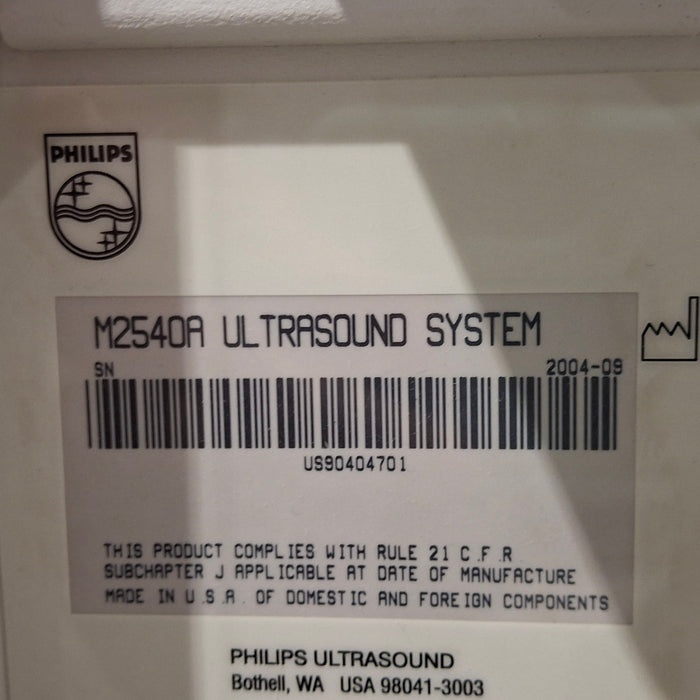 PHILIPS
M2540A ULTRASOUND SYSTEM
SN 2004-09
US90404701
THIS PRODUCT COMPLIES WITH RULE 21 C.F.R.
SUBCHAPTER J APPLICABLE AT DATE OF MANUFACTURE
MADE IN U.S.A. OF DOMESTIC AND FOREIGN COMPONENTS
PHILIPS ULTRASOUND
Bothell, WA USA 98041-3003